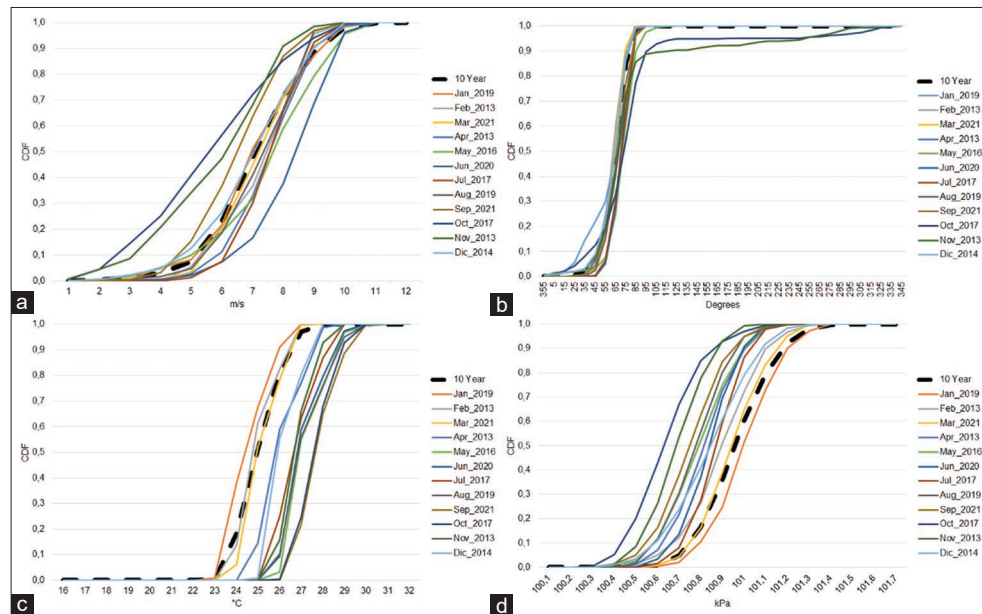 1,0
0,9
0,8
0,7
0,6
0,5
0,4
0,3
0,2
0,1
0,0
CDF
1 2 3 4 5 6 7 8 9 10 11 12
m/s
10 Year
Jan_2019
Feb_2013
Mar_2021
Apr_2013
May_2016
Jun_2020
Jul_2017
Aug_2019
Sep_2021
Oct_2017
Nov_2013
Dic_2014
a
1,0
0,9
0,8
0,7
0,6
0,5
0,4
0,3
0,2
0,1
0,0
CDF
355 5 15 25 35 45 55 65 75 85 95 105 115 125 135 145 155 165 175 185 195 205 215 225 235 245 255 265 275 285 295 305 315 325 335 345
Degrees
10 Year
Jan_2019
Feb_2013
Mar_2021
Apr_2013
May_2016
Jun_2020
Jul_2017
Aug_2019
Sep_2021
Oct_2017
Nov_2013
Dic_2014
b
1,0
0,9
0,8
0,7
0,6
0,5
0,4
0,3
0,2
0,1
0,0
CDF
16 17 18 19 20 21 22 23 24 25 26 27 28 29 30 31 32
°C
10 Year
Jan_2019
Feb_2013
Mar_2021
Apr_2013
May_2016
Jun_2020
Jul_2017
Aug_2019
Sep_2021
Oct_2017
Nov_2013
Dic_2014
c
1,0
0,9
0,8
0,7
0,6
0,5
0,4
0,3
0,2
0,1
0,0
CDF
100,1 100,2 100,3 100,4 100,5 100,6 100,7 100,8 100,9 101 101,1 101,2 101,3 101,4 101,5 101,6 101,7
kPa
10 Year
Jan_2019
Feb_2013
Mar_2021
Apr_2013
May_2016
Jun_2020
Jul_2017
Aug_2019
Sep_2021
Oct_2017
Nov_2013
Dic_2014
d